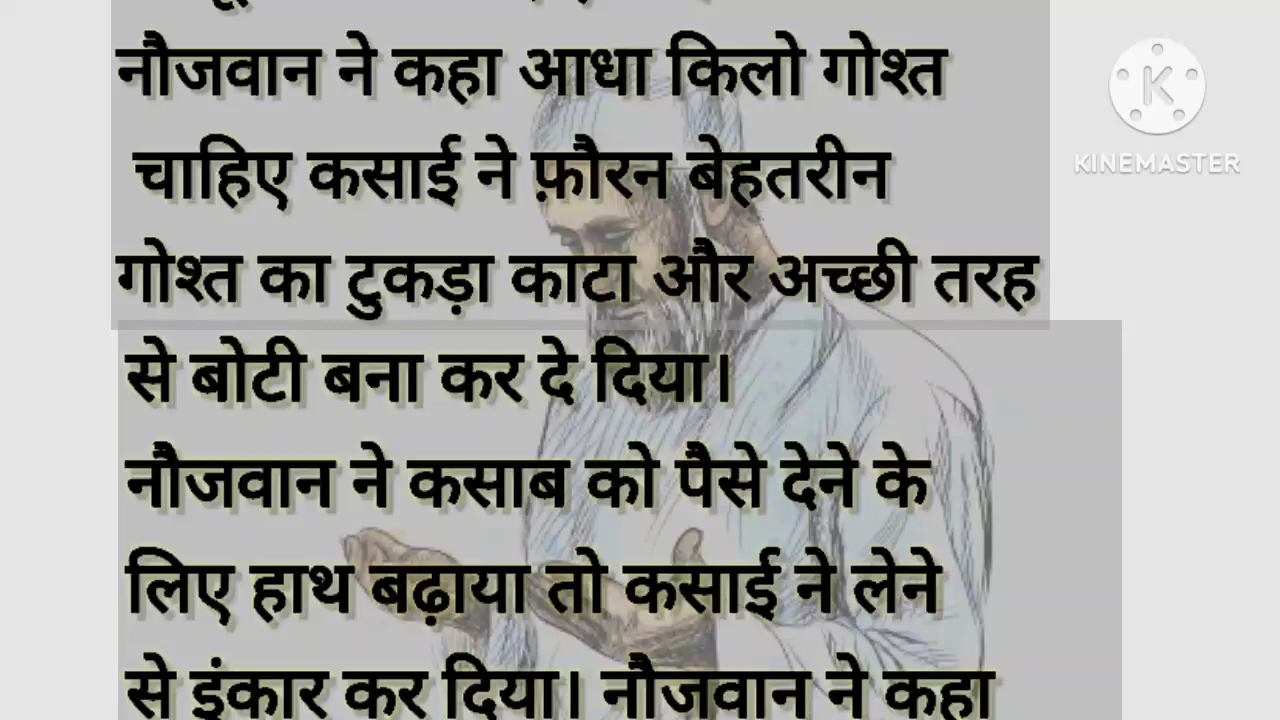 नौजवान ने कहा आधा किलो गोश्त
चाहिए कसाई ने फ़ौरन बेहतरीन
गोश्त का टुकड़ा काटा और अच्छी तरह
से बोटी बना कर दे दिया।
नौजवान ने कसाब को पैसे देने के
लिए हाथ बढ़ाया तो कसाई ने लेने
से इंकार कर दिया। नौजवान ने कहा
KINEMASTER